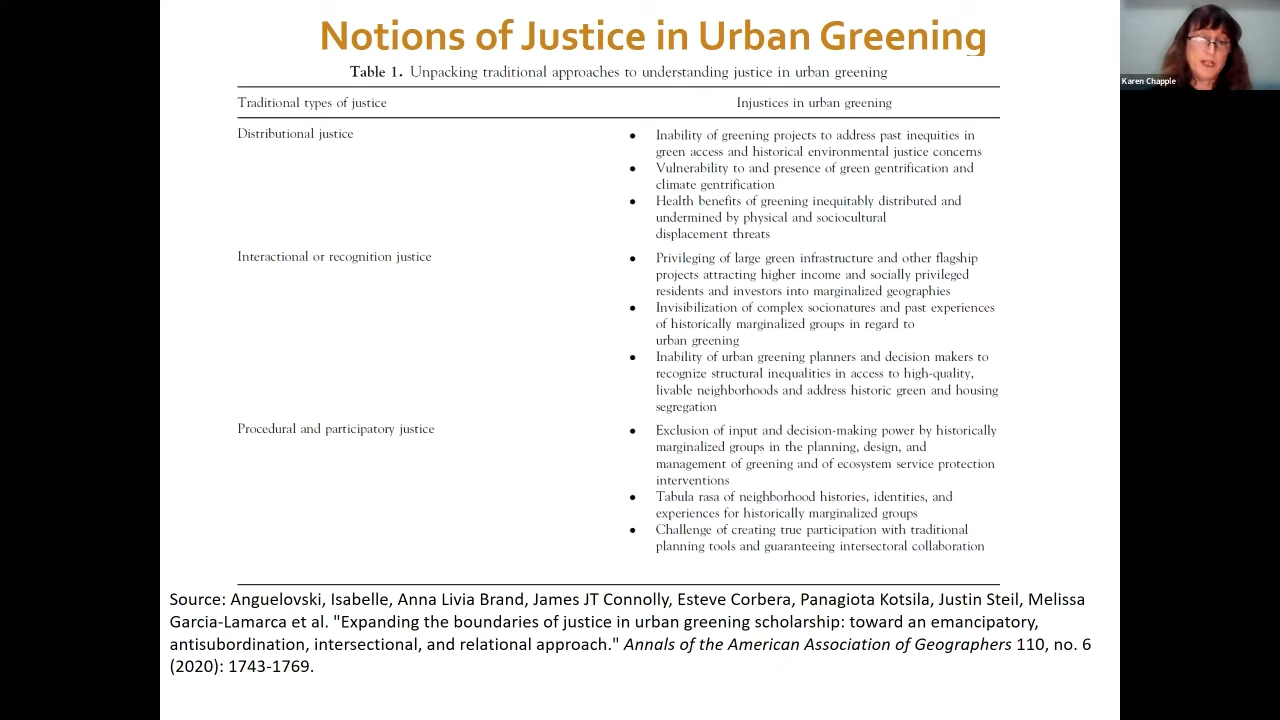 Notions of Justice in Urban Greening
Karen Chapple
Table 1. Unpacking traditional approaches to understanding justice in urban greening
Traditional types of justice
Injustices in urban greening
Distributional justice
• Inability of greening projects to address past inequities in
green access and historical environmental justice concerns
• Vulnerability to and presence of green gentrification and
climate gentrification
• Health benefits of greening inequitably distributed and
undermined by physical and sociocultural
displacement threats
Interactional or recognition justice
• Privileging of large green infrastructure and other flagship
projects attracting higher income and socially privileged
residents and investors into marginalized geographies
• Invisibilization of complex socionatures and past experiences
of historically marginalized groups in regard to
urban greening
• Inability of urban greening planners and decision makers to
recognize structural inequalities in access to high-quality,
livable neighborhoods and address historic green and housing
segregation
Procedural and participatory justice
• Exclusion of input and decision-making power by historically
marginalized groups in the planning, design, and
management of greening and of ecosystem service protection
interventions
• Tabula rasa of neighborhood histories, identities, and
experiences for historically marginalized groups
• Challenge of creating true participation with traditional
planning tools and guaranteeing intersectoral collaboration
Source: Anguelovski, Isabelle, Anna Livia Brand, James JT Connolly, Esteve Corbera, Panagiota Kotsila, Justin Steil, Melissa
Garcia-Lamarca et al. "Expanding the boundaries of justice in urban greening scholarship: toward an emancipatory,
antisubordination, intersectional, and relational approach." Annals of the American Association of Geographers 110, no. 6
(2020): 1743-1769.